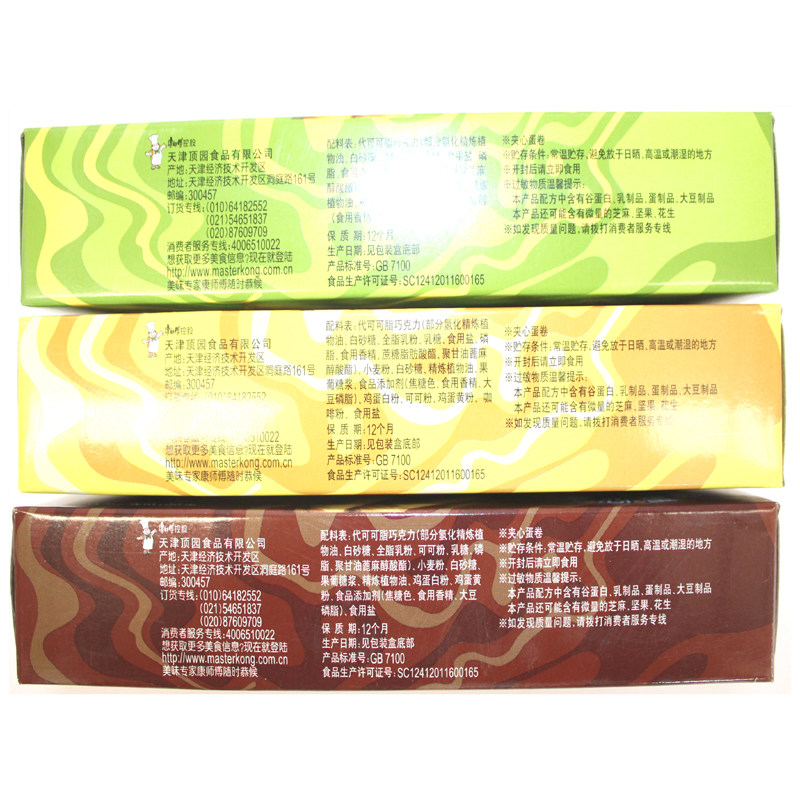 康师傅控股
天津顶园食品有限公司
产地:天津经济技术开发区
地址:天津经济技术开发区洞庭路161号
邮编:300457
订货专线:(010)64182552
(021)54651837
(020)87609709
消费者服务专线:4006510022
想获取更多美食信息?现在就登陆
http://www.masterkong.com.cn
美味专家康师傅随时恭候
配料表:代可可脂
物油,白砂糖
脂,食用
醇酸酯)
植物油,
(食用香精
保 质 期:12个月
生产日期:见包装盒底部
产品标准号:GB 7100
食品生产许可证号:SC12412011600165
※夹心蛋卷
※贮存条件:常温贮存,避免放于日晒,高温或潮湿的地方
※开封后请立即食用
※过敏物质温馨提示:
本产品配方中含有谷蛋白,乳制品,蛋制品,大豆制品
本产品还可能含有微量的芝麻,坚果,花生
※如发现质量问题,请拨打消费者服务专线
康师傅控股
天津顶园食品有限公司
产地:天津经济技术开发区
地址:天津经济技术开发区洞庭路161号
邮编:300457
订货专线:(010)64182552
0022
想获取更多美食信息?现在就登陆
http://www.masterkong.com.cn
美味专家康师傅随时恭候
配料表:代可可脂巧克力(部分氢化精炼植
物油,白砂糖,全脂乳粉,乳糖,食用盐,磷
脂,食用香精,蔗糖脂肪酸酯,聚甘油蓖麻
醇酸酯),小麦粉,白砂糖,精炼植物油,果
葡糖浆,食品添加剂(焦糖色,食用香精,大
豆磷脂),鸡蛋白粉,可可粉,鸡蛋黄粉,咖
啡粉,食用盐
保 质 期:12个月
生产日期:见包装盒底部
产品标准号:GB 7100
食品生产许可证号:SC12412011600165
※夹心蛋卷
※贮存条件:常温贮存,避免放于日晒,高温或潮湿的地方
※开封后请立即食用
※过敏物质温馨提示:
本产品配方中含有谷蛋白,乳制品,蛋制品,大豆制品
本产品还可能含有微量的芝麻,坚果,花生
※如发现质量问题,请拨打消费者服务专线
康师傅控股
天津顶园食品有限公司
产地:天津经济技术开发区
地址:天津经济技术开发区洞庭路161号
邮编:300457
订货专线:(010)64182552
(021)54651837
(020)87609709
消费者服务专线:4006510022
想获取更多美食信息?现在就登陆
http://www.masterkong.com.cn
美味专家康师傅随时恭候
配料表:代可可脂巧克力(部分氢化精炼植
物油,白砂糖,全脂乳粉,可可粉,乳糖,磷
脂,聚甘油蓖麻醇酸酯),小麦粉,白砂糖,
果葡糖浆,精炼植物油,鸡蛋白粉,鸡蛋黄
粉,食品添加剂(焦糖色,食用香精,大豆
磷脂),食用盐
保 质 期:12个月
生产日期:见包装盒底部
产品标准号:GB 7100
食品生产许可证号:SC12412011600165
※夹心蛋卷
※贮存条件:常温贮存,避免放于日晒,高温或潮湿的地方
※开封后请立即食用
※过敏物质温馨提示:
本产品配方中含有谷蛋白,乳制品,蛋制品,大豆制品
本产品还可能含有微量的芝麻,坚果,花生
※如发现质量问题,请拨打消费者服务专线